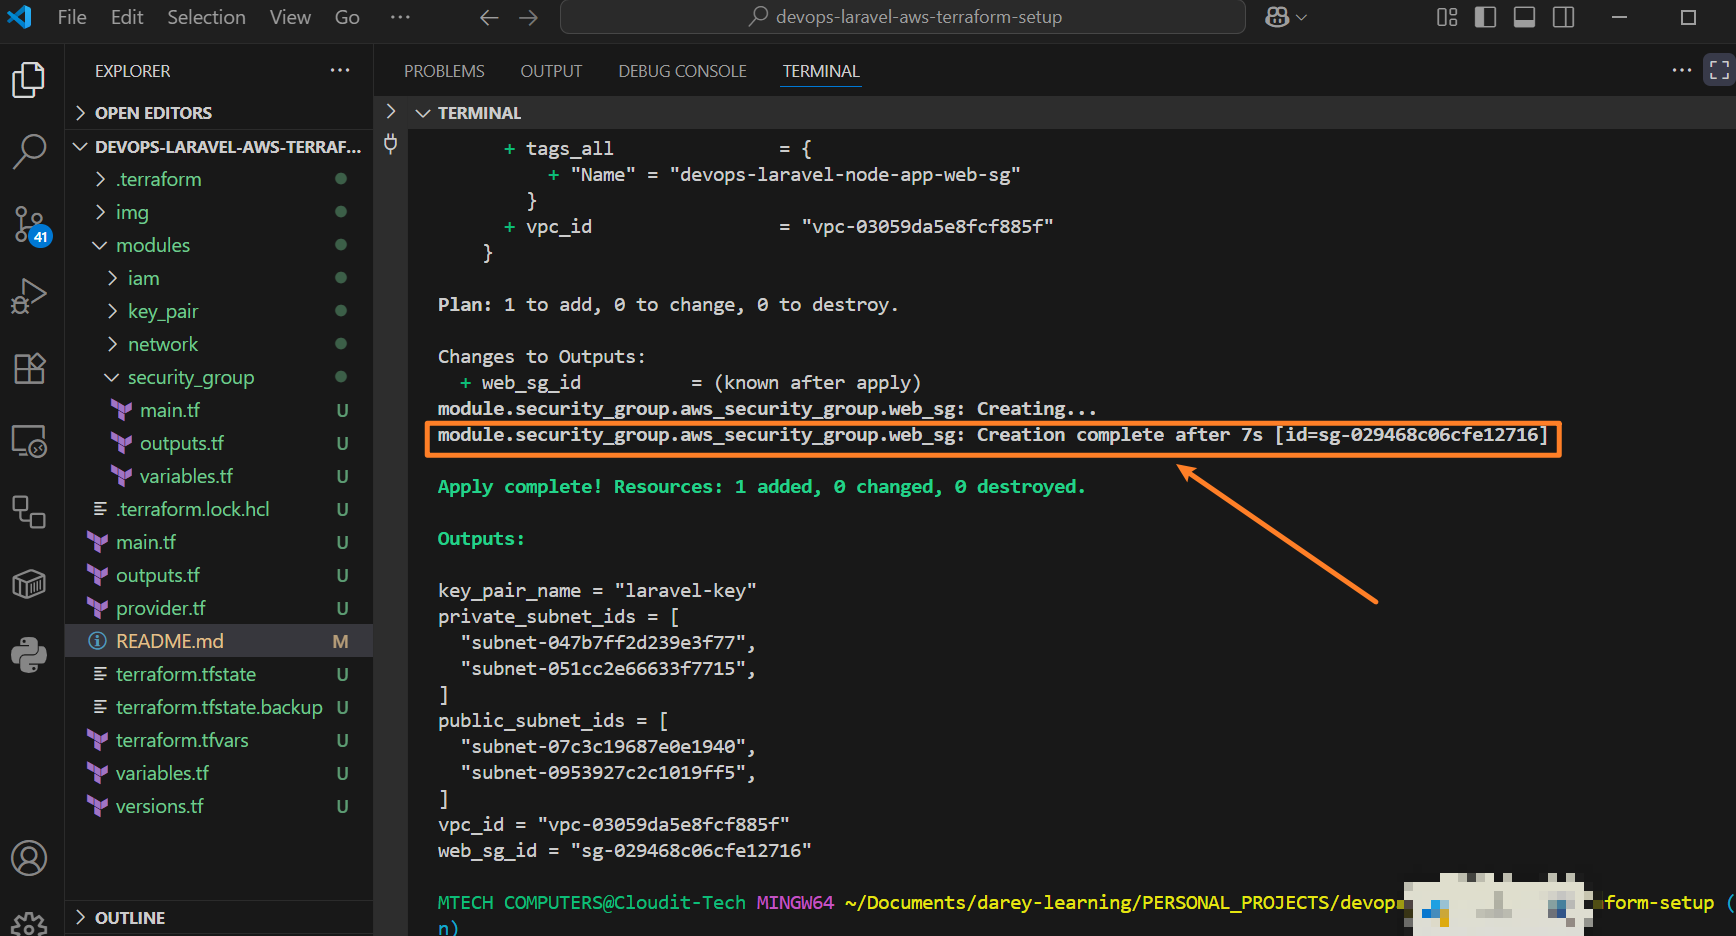 File Edit Selection View Go ···
devops-laravel-aws-terraform-setup
EXPLORER
OPEN EDITORS
DEVOPS-LARAVEL-AWS-TERRAF...
.terraform
img
modules
iam
key_pair
network
security_group
main.tf U
outputs.tf U
variables.tf U
.terraform.lock.hcl U
main.tf U
outputs.tf U
provider.tf U
README.md M
terraform.tfstate U
terraform.tfstate.backup U
terraform.tfvars U
variables.tf U
versions.tf U
OUTLINE
41
PROBLEMS OUTPUT DEBUG CONSOLE TERMINAL
TERMINAL
+ tags_all = {
+ "Name" = "devops-laravel-node-app-web-sg"
}
+ vpc_id = "vpc-03059da5e8fcf885f"
}
Plan: 1 to add, 0 to change, 0 to destroy.
Changes to Outputs:
+ web_sg_id = (known after apply)
module.security_group.aws_security_group.web_sg: Creating...
module.security_group.aws_security_group.web_sg: Creation complete after 7s [id=sg-029468c06cfe12716]
Apply complete! Resources: 1 added, 0 changed, 0 destroyed.
Outputs:
key_pair_name = "laravel-key"
private_subnet_ids = [
"subnet-047b7ff2d239e3f77",
"subnet-051cc2e66633f7715",
]
public_subnet_ids = [
"subnet-07c3c19687e0e1940",
"subnet-0953927c2c1019ff5",
]
vpc_id = "vpc-03059da5e8fcf885f"
web_sg_id = "sg-029468c06cfe12716"
MTECH COMPUTERS@Cloudit-Tech MINGW64 ~/Documents/darey-learning/PERSONAL_PROJECTS/devop form-setup (
n)